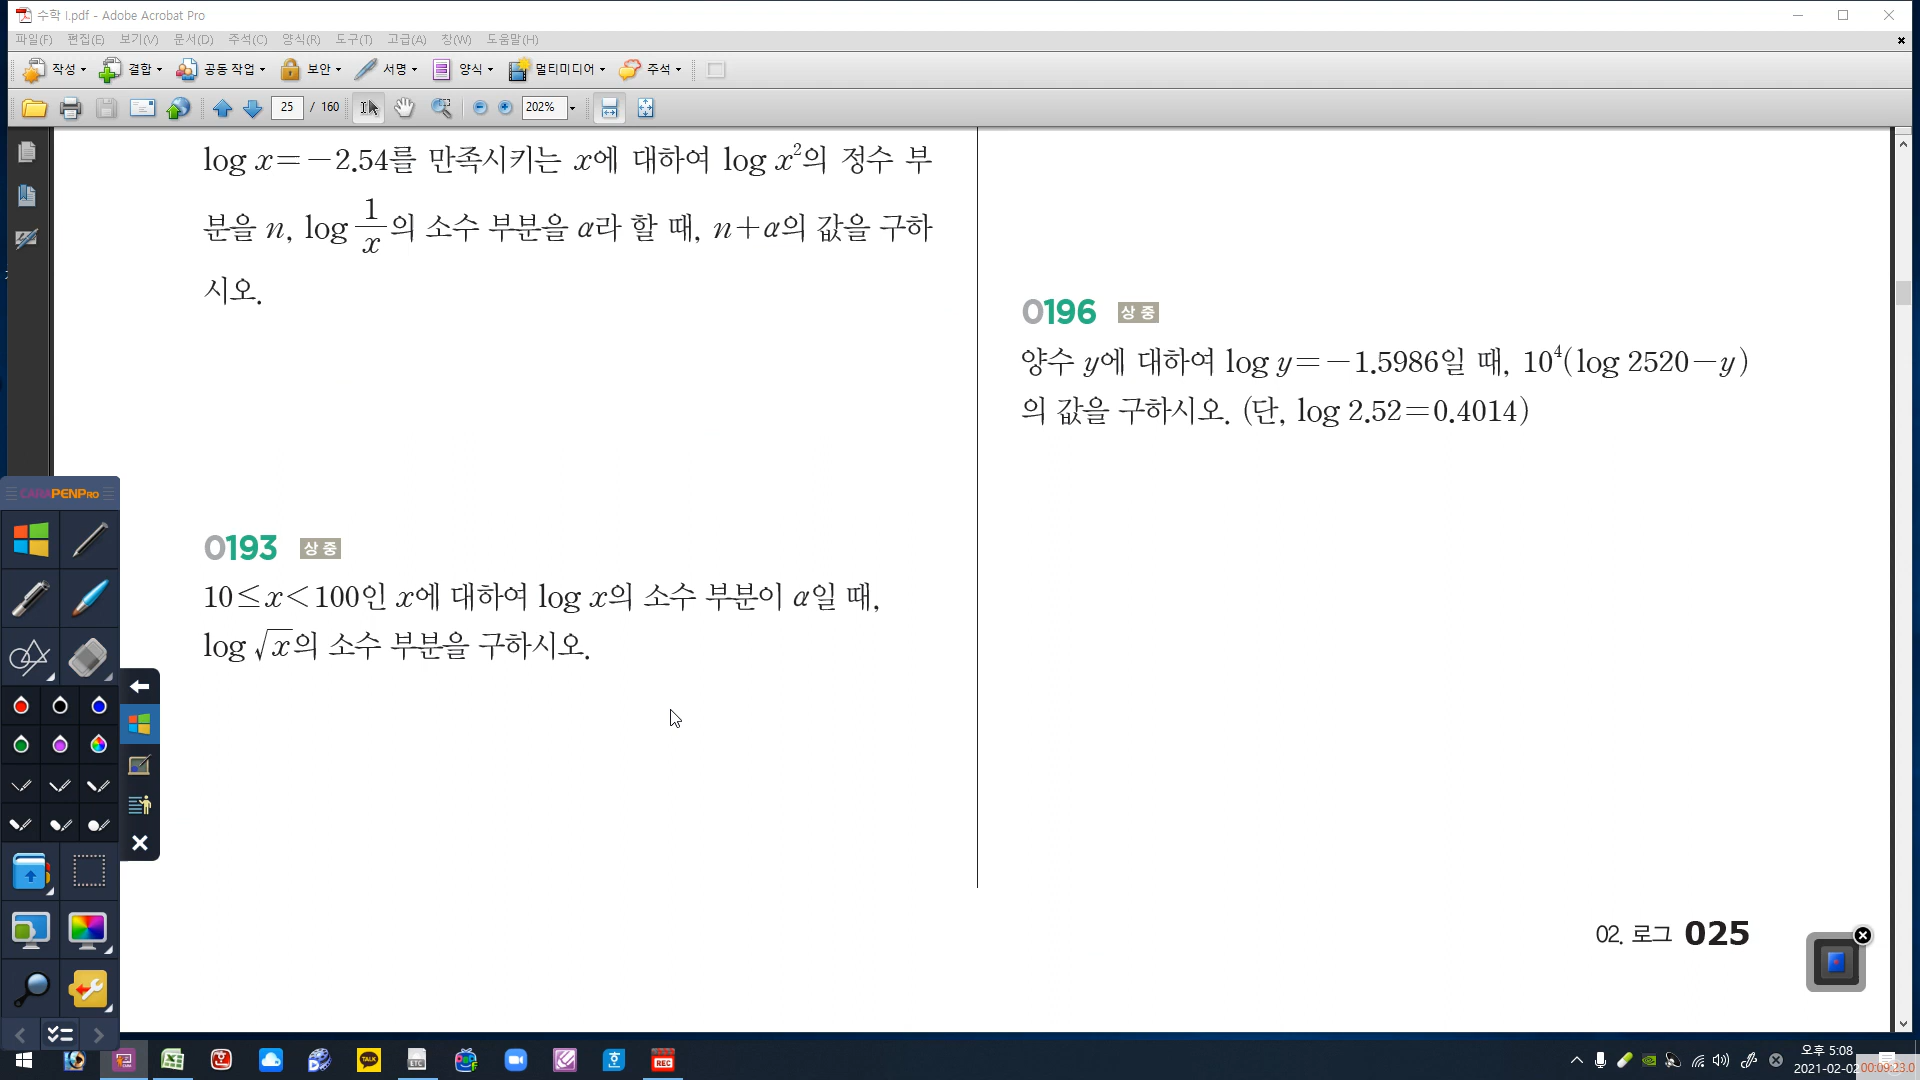 수학 I.pdf - Adobe Acrobat Pro
파일(F) 편집(E) 보기(V) 문서(D) 주석(C) 양식(R) 도구(T) 고급(A) 창(W) 도움말(H)
작성 결합 공동 작업 보안 서명 양식 멀티미디어 주석
25 / 160 202%
log x=-2.54를 만족시키는 x에 대하여 log x²의 정수 부
분을 n, log 1/x의 소수 부분을 α라 할 때, n+α의 값을 구하
시오.
0193 상 중
10≤x<100인 x에 대하여 log x의 소수 부분이 α일 때,
log √x의 소수 부분을 구하시오.
0196 상 중
양수 y에 대하여 log y=-1.5986일 때, 10⁴(log 2520-y)
의 값을 구하시오. (단, log 2.52=0.4014)
02. 로그 025
CARAPENPRO
TALK
REC
오후 5:08
2021-02-02
00:09:23.0